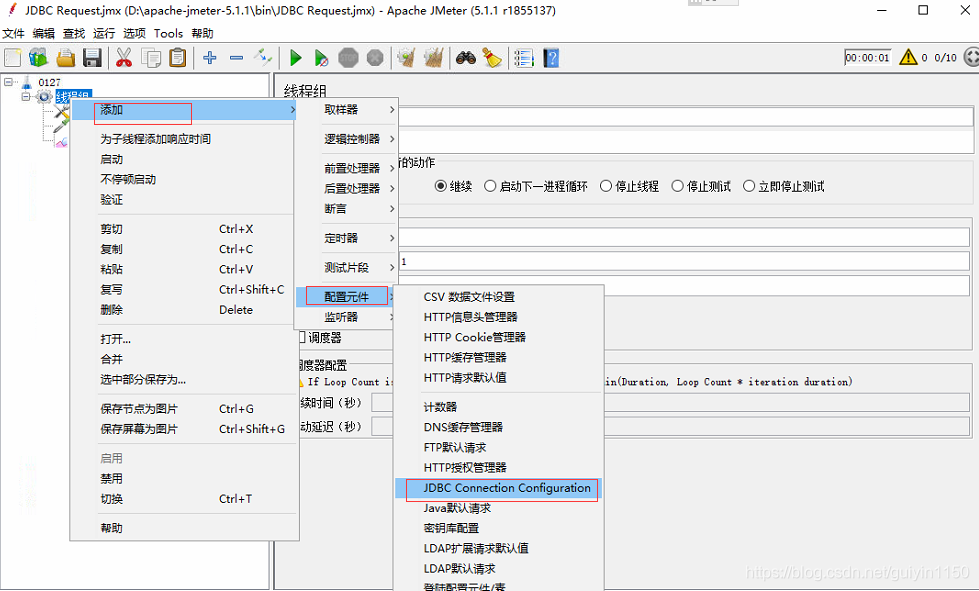 JDBC Request.jmx (D:\apache-jmeter-5.1.1\bin\JDBC Request.jmx) - Apache JMeter (5.1.1 r1855137)
文件 编辑 查找 运行 选项 Tools 帮助
00:00:01 0 0/10
0127
线程组
线程组
添加
为子线程添加响应时间
启动
不停顿启动
验证
剪切 Ctrl+X
复制 Ctrl+C
粘贴 Ctrl+V
复写 Ctrl+Shift+C
删除 Delete
打开...
合并
选中部分保存为...
保存节点为图片 Ctrl+G
保存屏幕为图片 Ctrl+Shift+G
启用
禁用
切换 Ctrl+T
帮助
取样器
逻辑控制器
前置处理器
后置处理器
断言
定时器
测试片段
配置元件
监听器
的动作
继续 启动下一进程循环 停止线程 停止测试 立即停止测试
1
调度器
调度器配置
If Loop Count is
in(Duration, Loop Count * iteration duration)
续时间（秒）
动延迟（秒）
CSV 数据文件设置
HTTP信息头管理器
HTTP Cookie管理器
HTTP缓存管理器
HTTP请求默认值
计数器
DNS缓存管理器
FTP默认请求
HTTP授权管理器
JDBC Connection Configuration
Java默认请求
密钥库配置
LDAP扩展请求默认值
LDAP默认请求
登陆配置元件/素
https://blog.csdn.net/guiyin1150